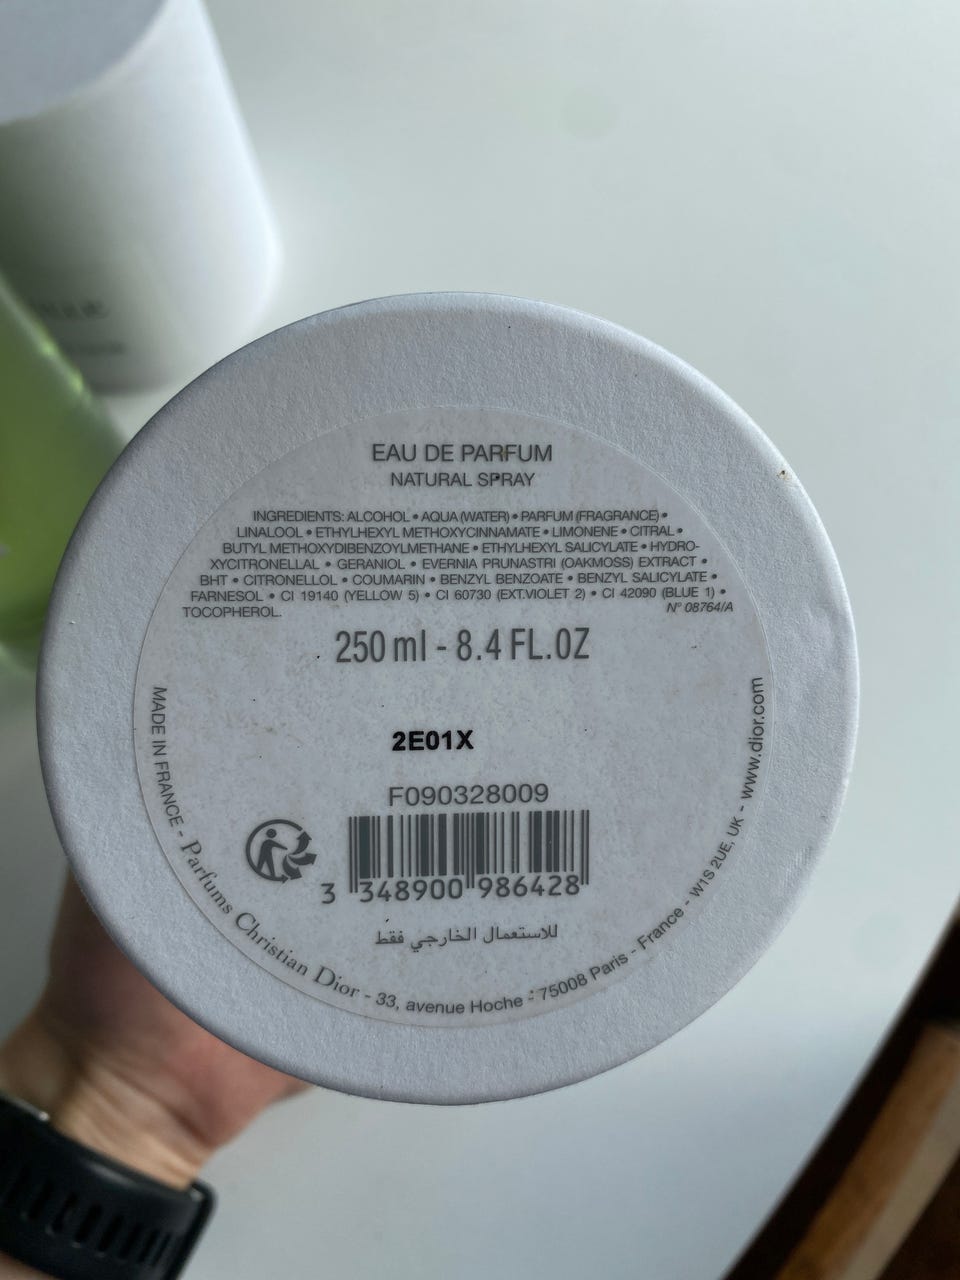 EAU DE PARFUM
NATURAL SPRAY
INGREDIENTS: ALCOHOL • AQUA (WATER) • PARFUM (FRAGRANCE) •
LINALOOL • ETHYLHEXYL METHOXYCINNAMATE • LIMONENE • CITRAL •
BUTYL METHOXYDIBENZOYLMETHANE • ETHYLHEXYL SALICYLATE • HYDRO-
XYCITRONELLAL • GERANIOL • EVERNIA PRUNASTRI (OAKMOSS) EXTRACT •
BHT • CITRONELLOL • COUMARIN • BENZYL BENZOATE • BENZYL SALICYLATE •
FARNESOL • CI 19140 (YELLOW 5) • CI 60730 (EXT.VIOLET 2) • CI 42090 (BLUE 1) •
TOCOPHEROL. N° 08764/A
250 ml - 8.4 FL.OZ
2E01X
F090328009
3 348900 986428
للاستعمال الخارجي فقط
MADE IN FRANCE - Parfums Christian Dior - 33, avenue Hoche - 75008 Paris - France - W1S 2UE, UK - www.dior.com